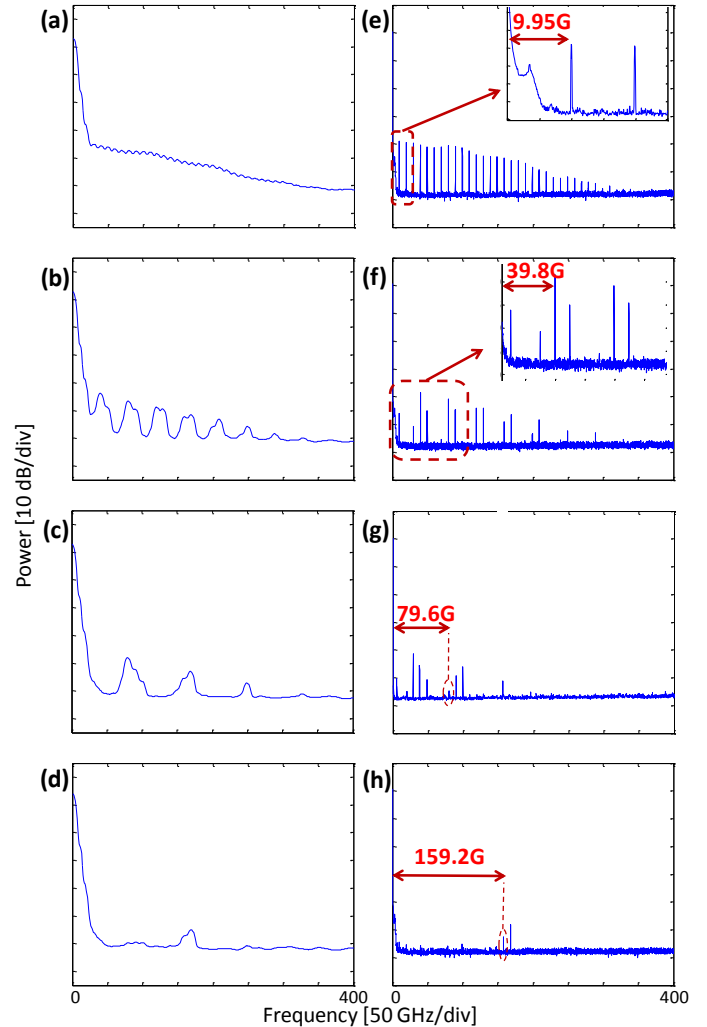 (a)
(e)
9.95G
(b)
(f)
39.8G
Power [10 dB/div]
(c)
(g)
79.6G
(d)
(h)
159.2G
0
400
0
400
Frequency [50 GHz/div]